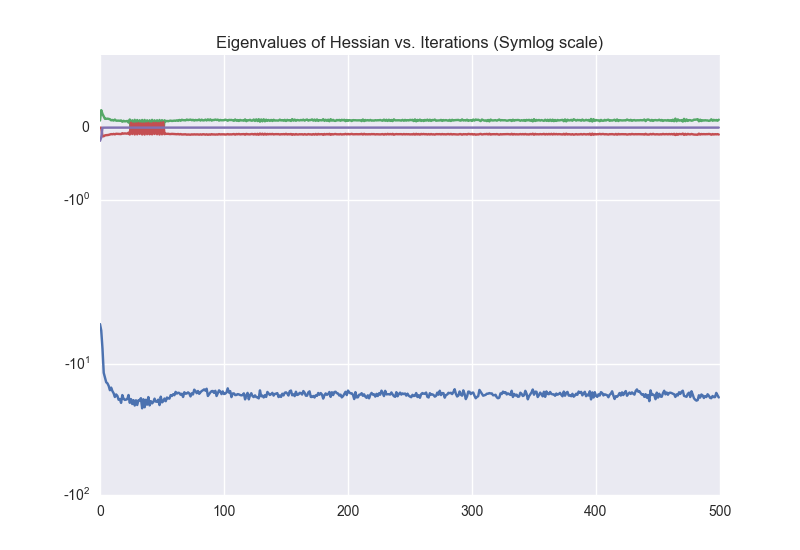 Eigenvalues of Hessian vs. Iterations (Symlog scale)
0
-10⁰
-10¹
-10²
0 100 200 300 400 500